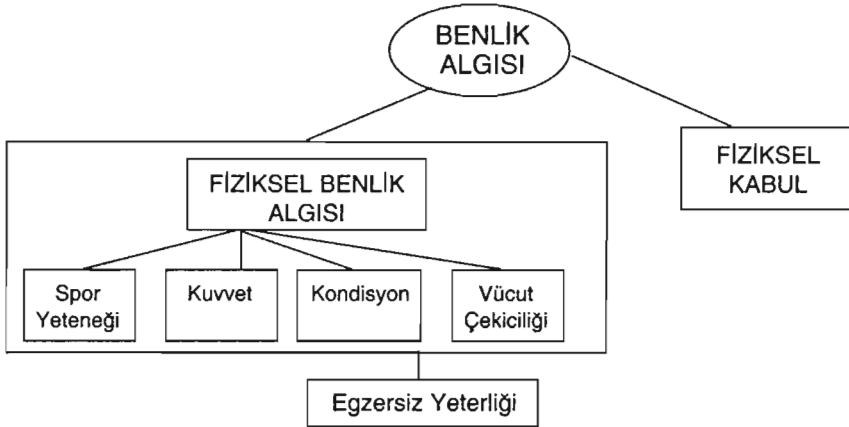 BENLİK
ALGISI
FİZİKSEL
KABUL
FİZİKSEL BENLİK
ALGISI
Spor
Yeteneği
Kuvvet
Kondisyon
Vücut
Çekiciliği
Egzersiz Yeterliği